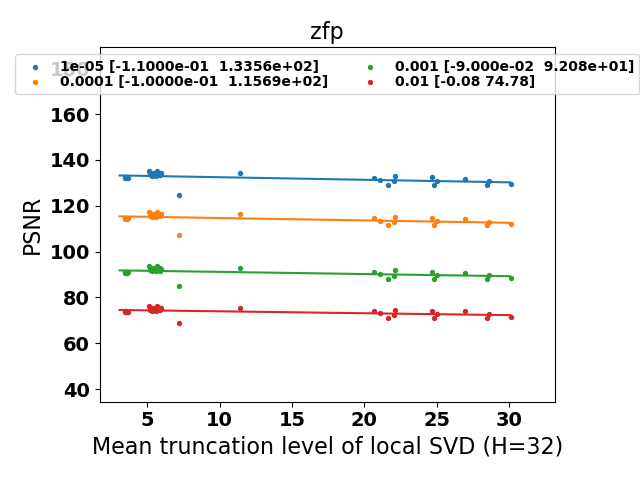 zfp
1e-05 [-1.1000e-01  1.3356e+02]
0.0001 [-1.0000e-01  1.1569e+02]
0.001 [-9.000e-02  9.208e+01]
0.01 [-0.08 74.78]
180
160
140
120
100
80
60
40
PSNR
5 10 15 20 25 30
Mean truncation level of local SVD (H=32)